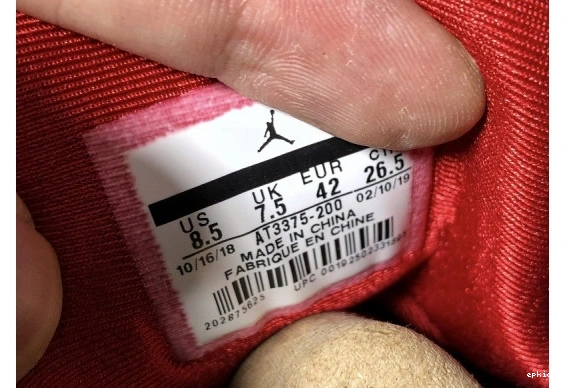 US UK EUR
8.5 7.5 42 26.5
10/16/18 AT3375-200 02/10/19
MADE IN CHINA
FABRIQUE EN CHINE
UPC